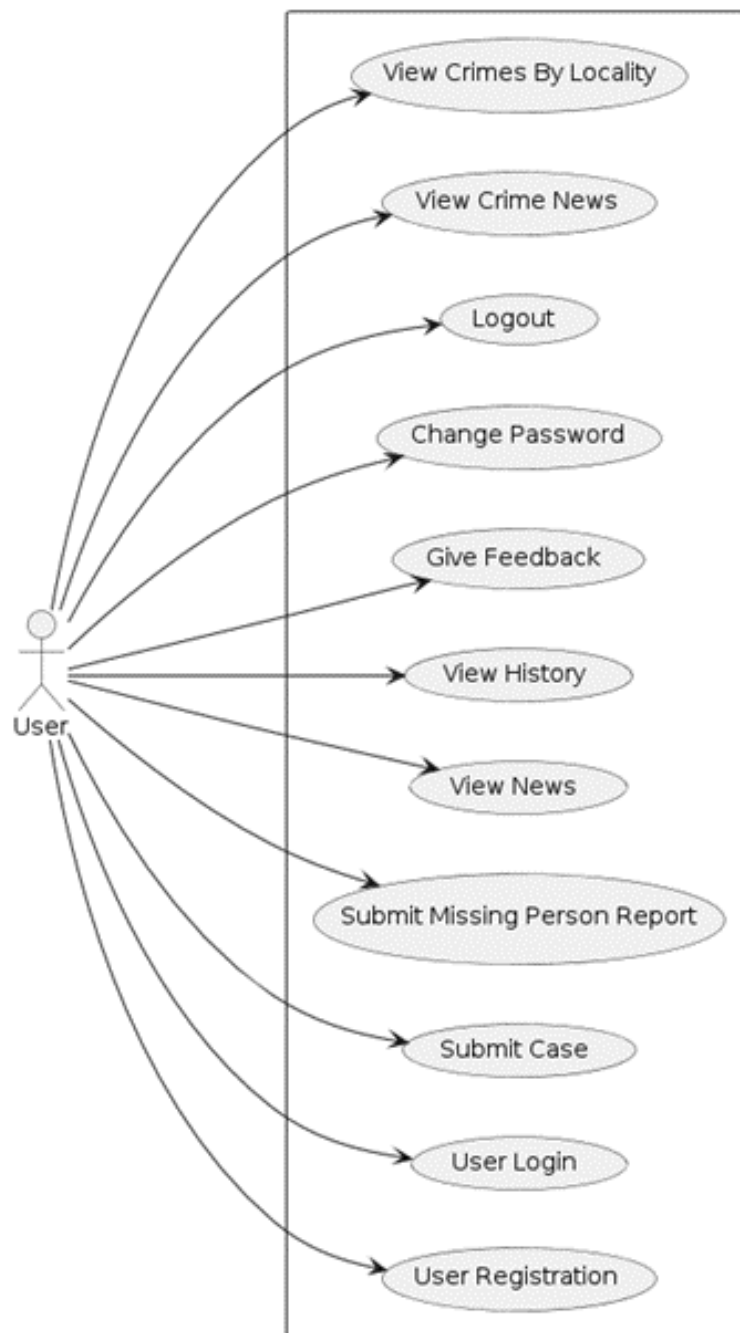 View Crimes By Locality
View Crime News
Logout
Change Password
Give Feedback
View History
User
View News
Submit Missing Person Report
Submit Case
User Login
User Registration